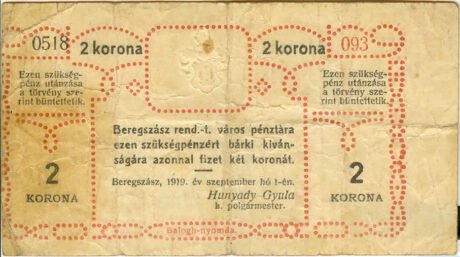 0518 2 korona 2 korona 093
Ezen szükség-
pénz utánzása
a törvény sze-
rint büntettetik.
Ezen szükség-
pénz utánzása
a törvény sze-
rint büntettetik.
Beregszász rend.-t. város pénztára
ezen szükségpénzért bárki kiván-
ságára azonnal fizet két koronát.
Beregszász, 1919. év szeptember hó 1-én.
Hunyady Gyula
h. polgármester.
2
KORONA
2
KORONA
Balogh-nyomda.